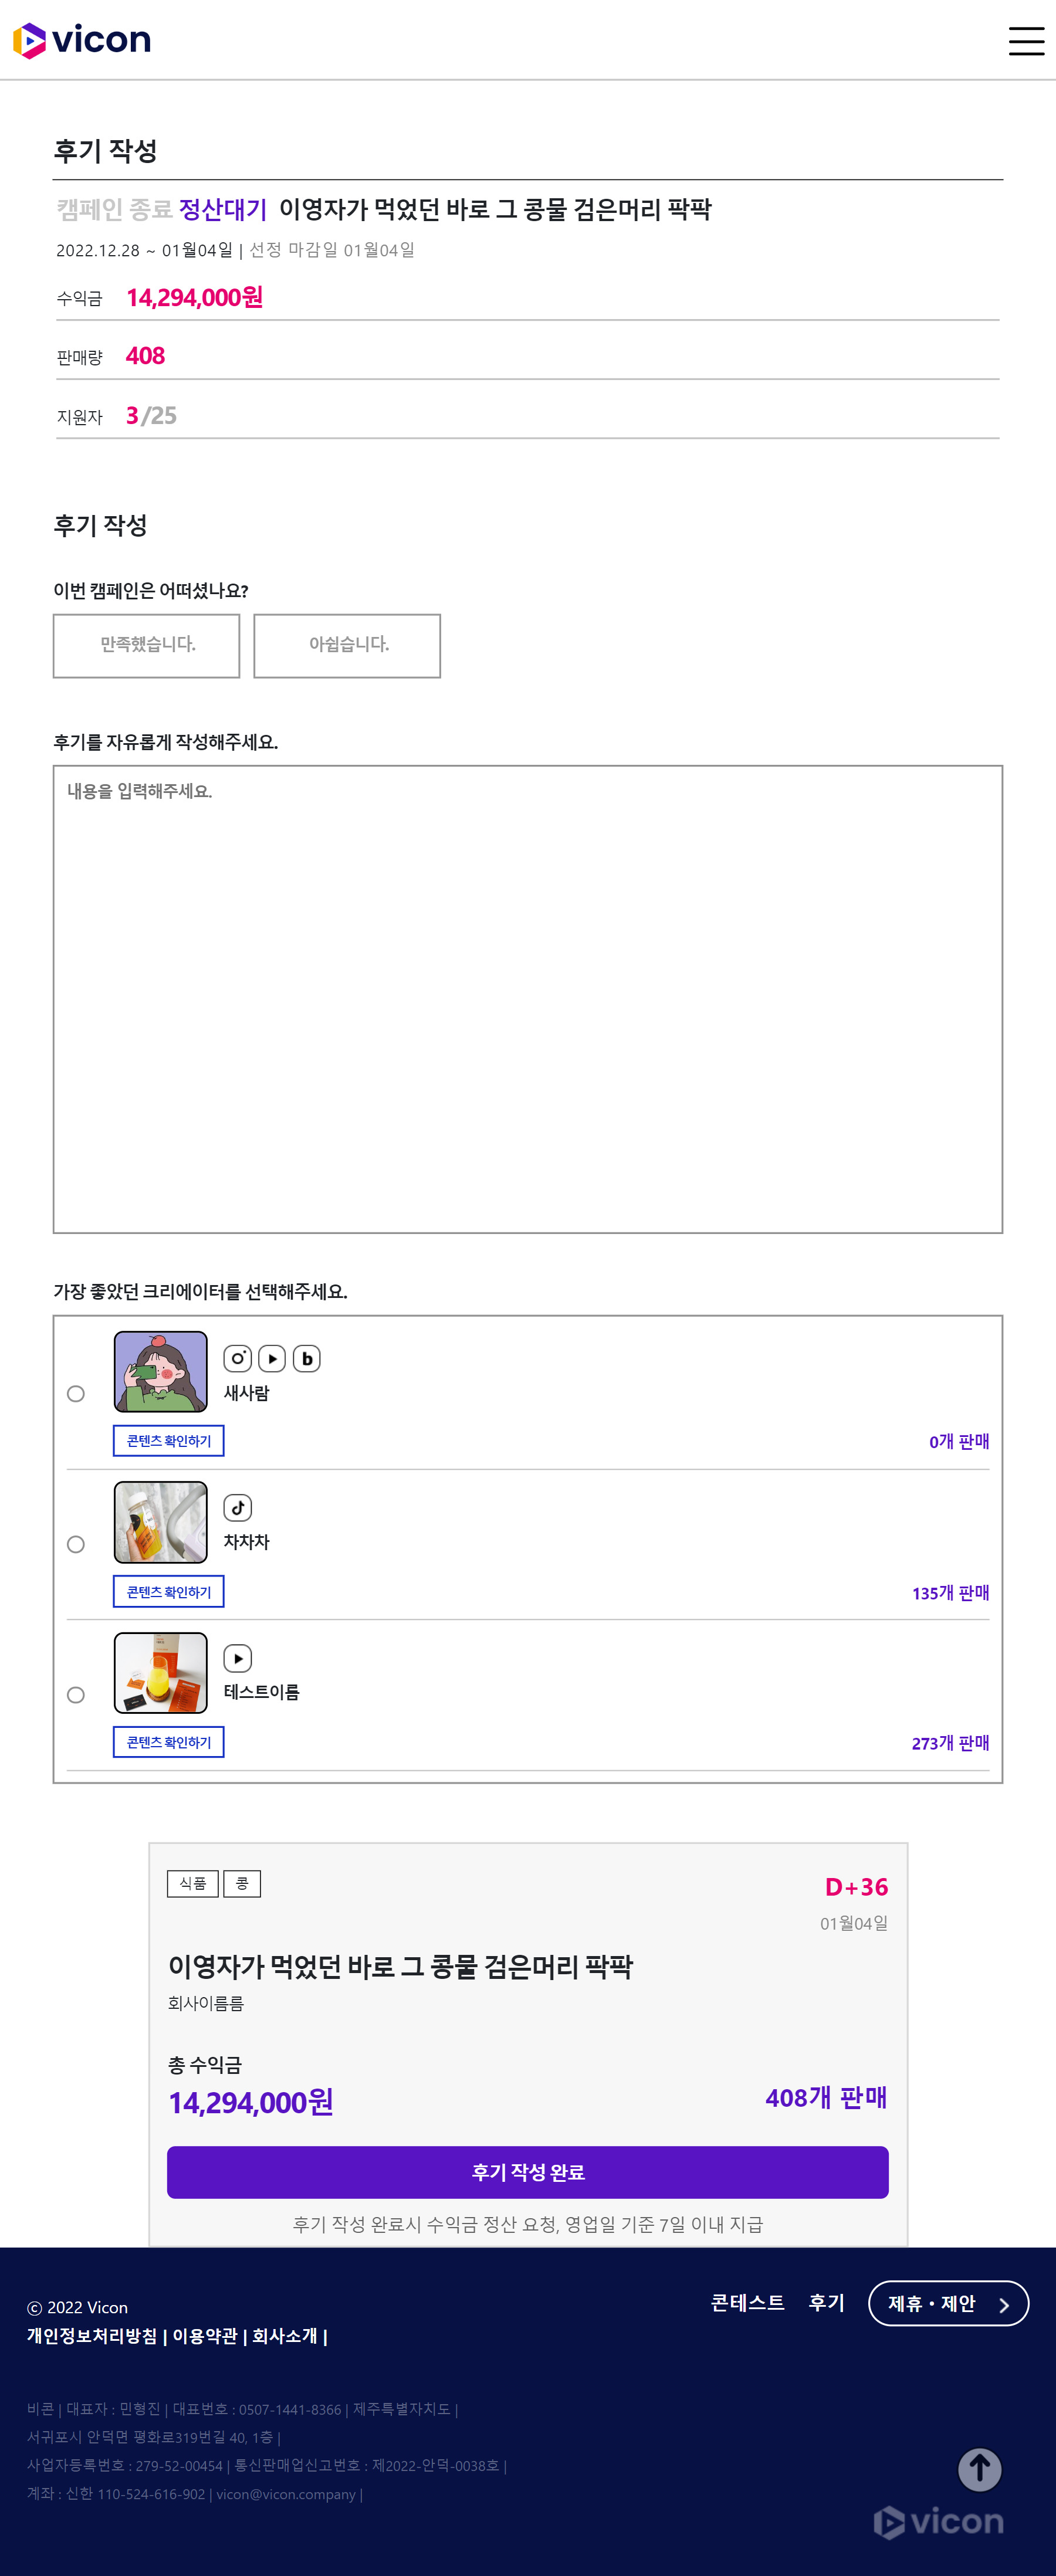 vicon
후기 작성
캠페인 종료 정산대기 이영자가 먹었던 바로 그 콩물 검은머리 팍팍
2022.12.28 ~ 01월04일 | 선정 마감일 01월04일
수익금 14,294,000원
판매량 408
지원자 3/25
후기 작성
이번 캠페인은 어떠셨나요?
만족했습니다. 아쉽습니다.
후기를 자유롭게 작성해주세요.
내용을 입력해주세요.
가장 좋았던 크리에이터를 선택해주세요.
b
새사람
콘텐츠 확인하기 0개 판매
차차차
콘텐츠 확인하기 135개 판매
테스트이름
콘텐츠 확인하기 273개 판매
식품 콩 D+36
01월04일
이영자가 먹었던 바로 그 콩물 검은머리 팍팍
회사이름름
총 수익금
14,294,000원 408개 판매
후기 작성 완료
후기 작성 완료시 수익금 정산 요청, 영업일 기준 7일 이내 지급
콘테스트 후기 제휴・제안
ⓒ 2022 Vicon
개인정보처리방침 | 이용약관 | 회사소개 |
비콘 | 대표자 : 민형진 | 대표번호 : 0507-1441-8366 | 제주특별자치도 |
서귀포시 안덕면 평화로319번길 40, 1층 |
사업자등록번호 : 279-52-00454 | 통신판매업신고번호 : 제2022-안덕-0038호 |
계좌 : 신한 110-524-616-902 | vicon@vicon.company |
vicon